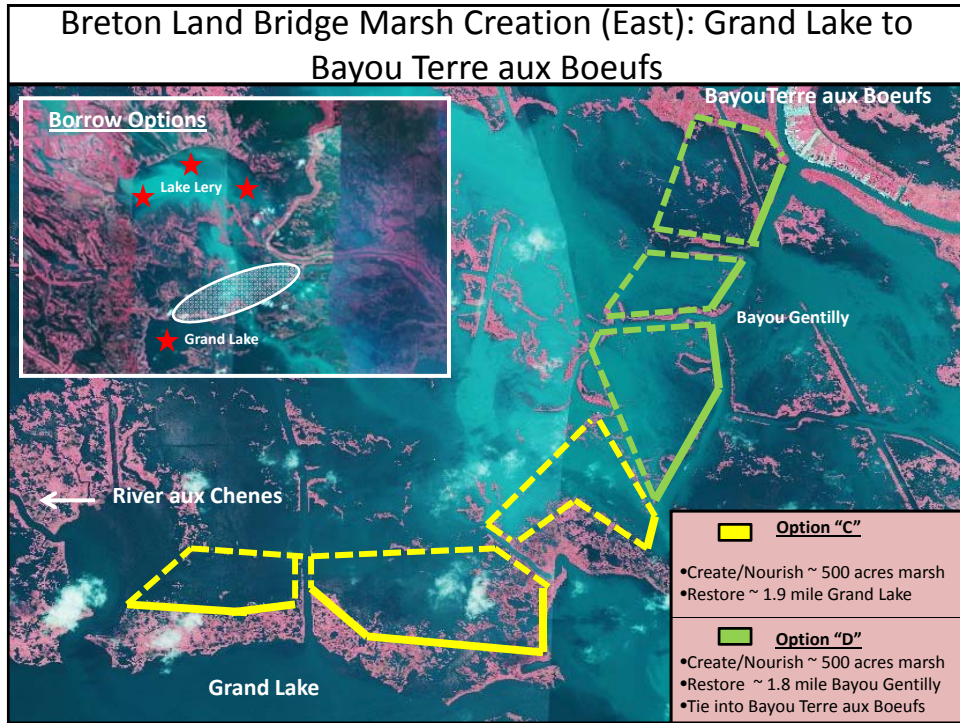 Breton Land Bridge Marsh Creation (East): Grand Lake to
Bayou Terre aux Boeufs
Borrow Options
Lake Lery
Grand Lake
BayouTerre aux Boeufs
Bayou Gentilly
River aux Chenes
Grand Lake
Option “C”
•Create/Nourish ~ 500 acres marsh
•Restore ~ 1.9 mile Grand Lake
Option “D”
•Create/Nourish ~ 500 acres marsh
•Restore ~ 1.8 mile Bayou Gentilly
•Tie into Bayou Terre aux Boeufs